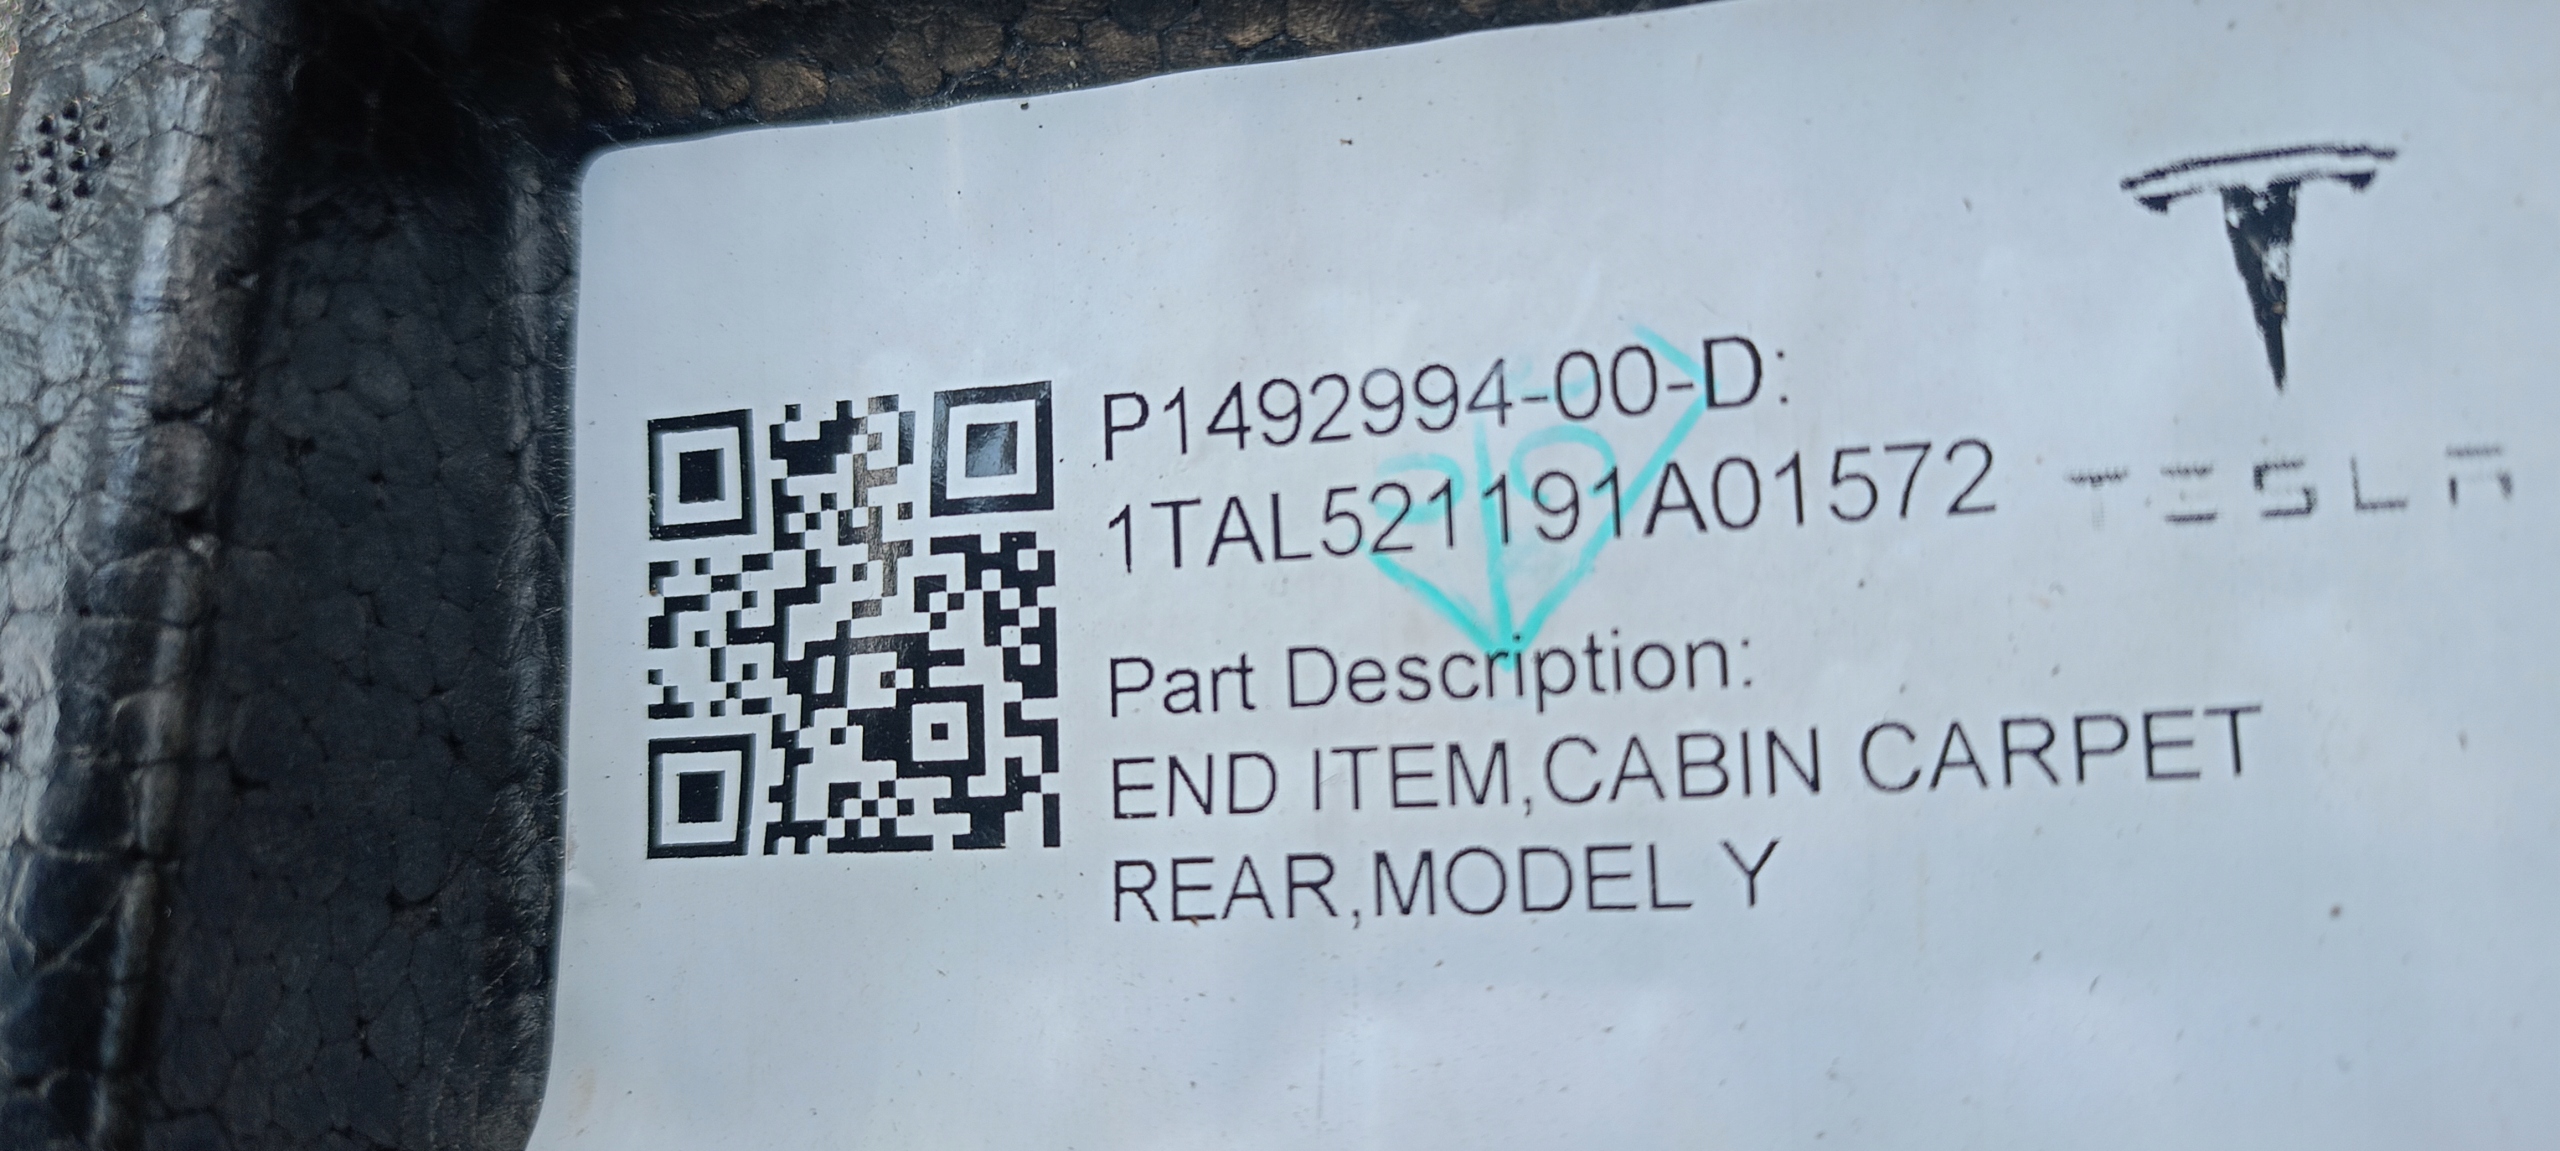 P1492994-00-D:
1TAL521191A01572
TESLA
Part Description:
END ITEM,CABIN CARPET
REAR,MODEL Y